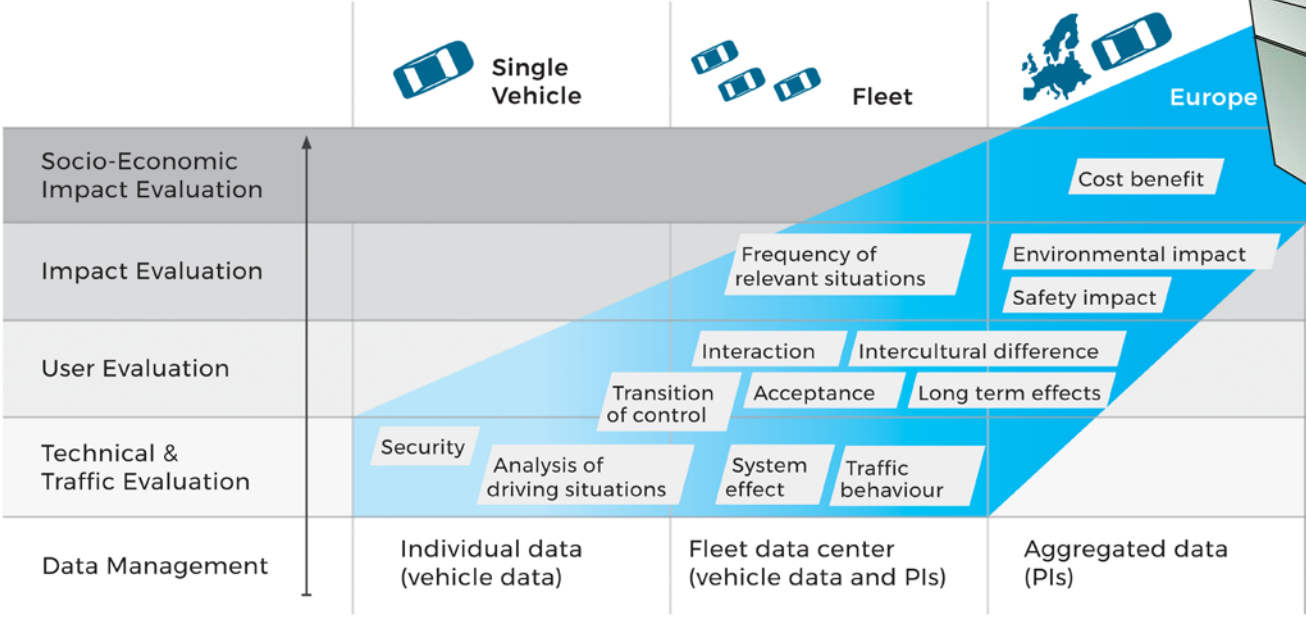 Single
Vehicle
Fleet
Europe
Socio-Economic
Impact Evaluation
Cost benefit
Impact Evaluation
Frequency of
relevant situations
Environmental impact
Safety impact
User Evaluation
Interaction
Intercultural difference
Transition
of control
Acceptance
Long term effects
Technical &
Traffic Evaluation
Security
Analysis of
driving situations
System
effect
Traffic
behaviour
Data Management
Individual data
(vehicle data)
Fleet data center
(vehicle data and PIs)
Aggregated data
(PIs)